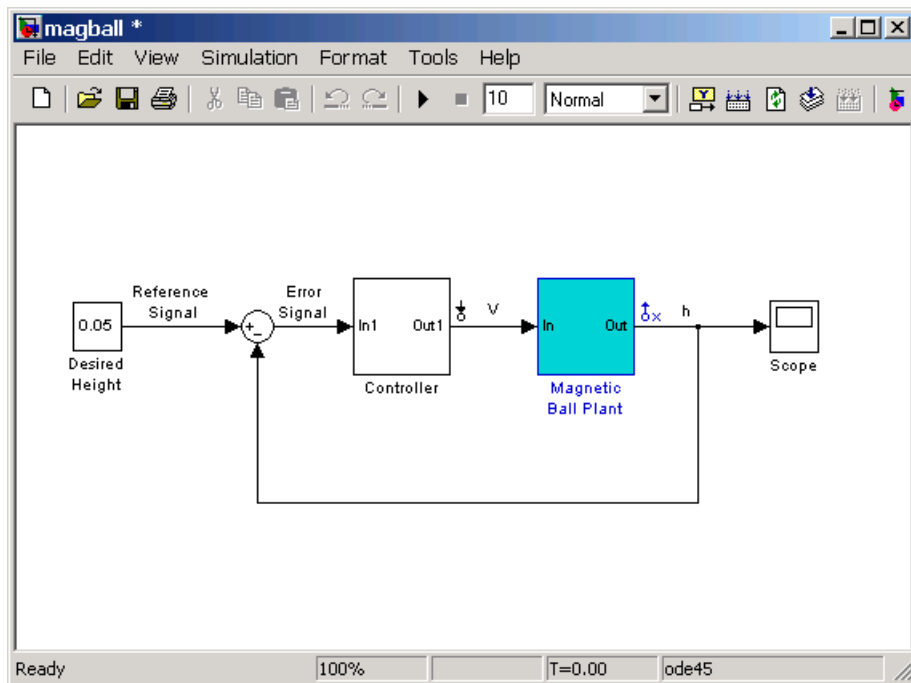 magball *
File Edit View Simulation Format Tools Help
10 Normal
Reference
Signal
Error
Signal
0.05
+
-
In1 Out1
V
In Out
x
h
Desired
Height
Controller
Magnetic
Ball Plant
Scope
Ready 100% T=0.00 ode45